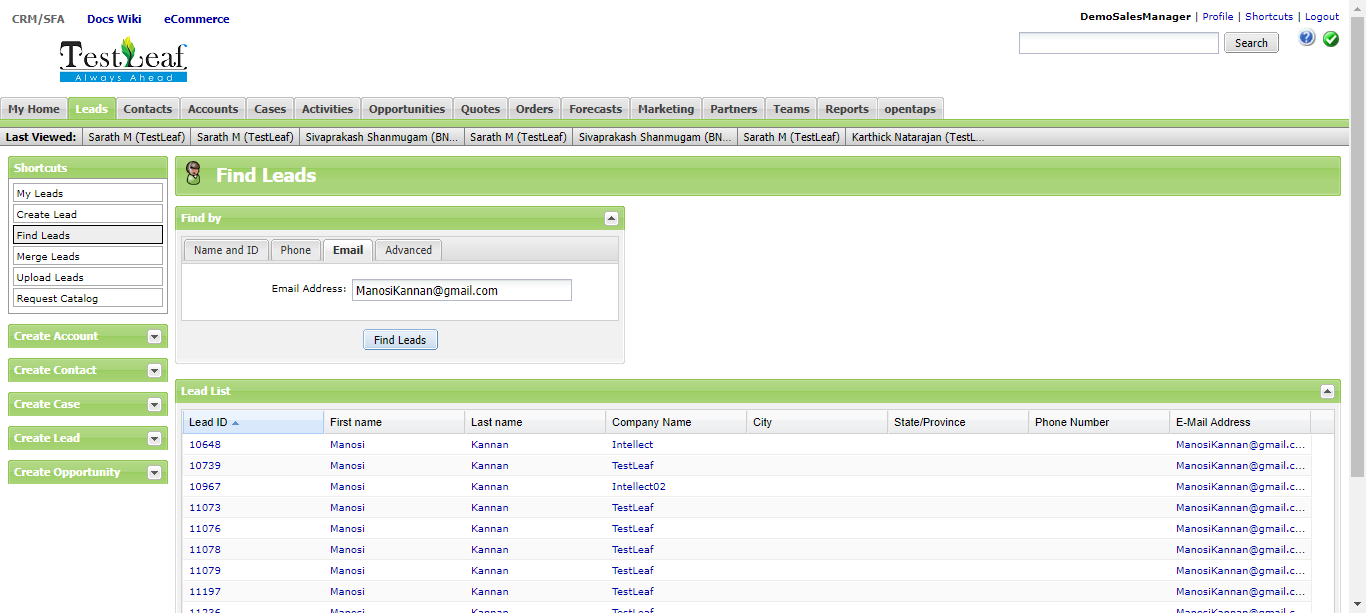 CRM/SFA Docs Wiki eCommerce
DemoSalesManager | Profile | Shortcuts | Logout
Search
TestLeaf
Always Ahead
My Home Leads Contacts Accounts Cases Activities Opportunities Quotes Orders Forecasts Marketing Partners Teams Reports opentaps
Last Viewed: Sarath M (TestLeaf) Sarath M (TestLeaf) Sivaprakash Shanmugam (BN... Sarath M (TestLeaf) Sivaprakash Shanmugam (BN... Sarath M (TestLeaf) Karthick Natarajan (TestL...
Shortcuts
My Leads
Create Lead
Find Leads
Merge Leads
Upload Leads
Request Catalog
Create Account
Create Contact
Create Case
Create Lead
Create Opportunity
Find Leads
Find by
Name and ID Phone Email Advanced
Email Address: ManosiKannan@gmail.com
Find Leads
Lead List
Lead ID First name Last name Company Name City State/Province Phone Number E-Mail Address
10648 Manosi Kannan Intellect ManosiKannan@gmail.c...
10739 Manosi Kannan TestLeaf ManosiKannan@gmail.c...
10967 Manosi Kannan Intellect02 ManosiKannan@gmail.c...
11073 Manosi Kannan TestLeaf ManosiKannan@gmail.c...
11076 Manosi Kannan TestLeaf ManosiKannan@gmail.c...
11078 Manosi Kannan TestLeaf ManosiKannan@gmail.c...
11079 Manosi Kannan TestLeaf ManosiKannan@gmail.c...
11197 Manosi Kannan TestLeaf ManosiKannan@gmail.c...
Manosi Kannan TestLeaf ManosiKannan@gmail.c...